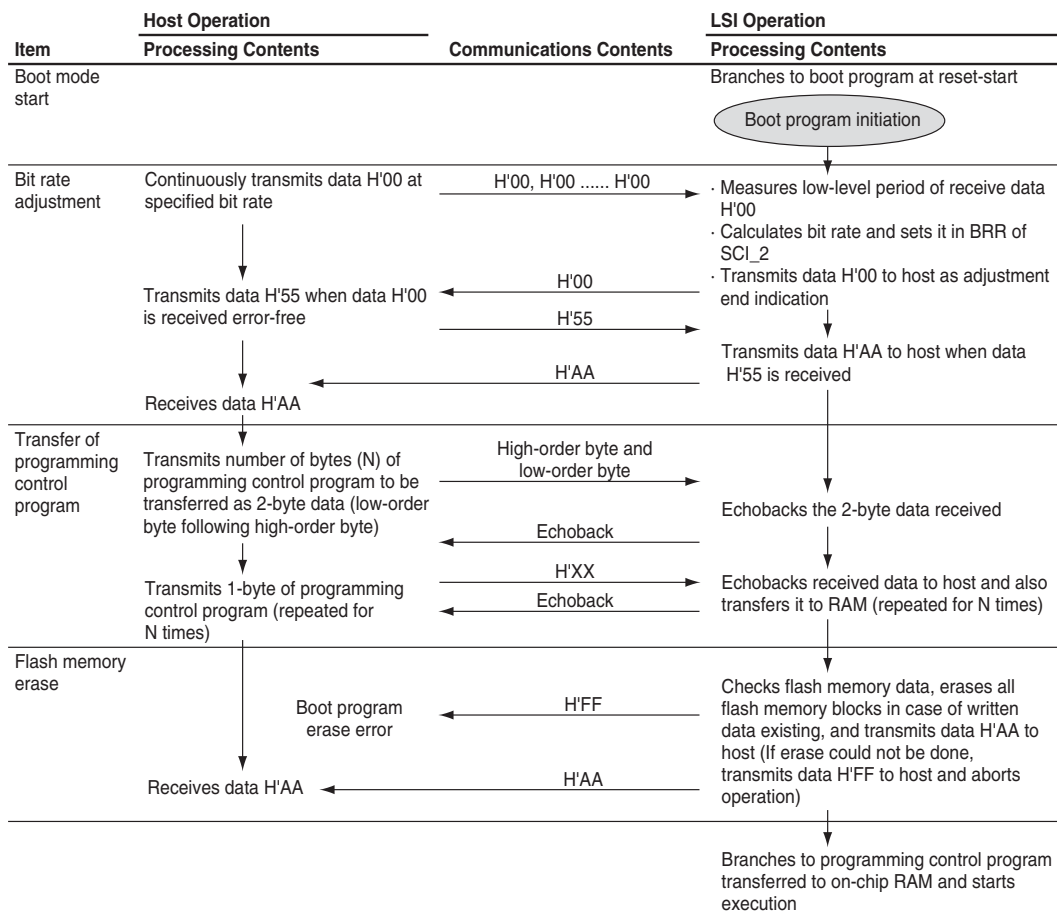 Host Operation
LSI Operation
Item
Processing Contents
Communications Contents
Processing Contents
Boot mode
start
Branches to boot program at reset-start
Boot program initiation
Bit rate
adjustment
Continuously transmits data H'00 at
specified bit rate
H'00, H'00 ...... H'00
· Measures low-level period of receive data
H'00
· Calculates bit rate and sets it in BRR of
SCI_2
· Transmits data H'00 to host as adjustment
end indication
H'00
Transmits data H'55 when data H'00
is received error-free
H'55
Transmits data H'AA to host when data
H'55 is received
H'AA
Receives data H'AA
Transfer of
programming
control
program
Transmits number of bytes (N) of
programming control program to be
transferred as 2-byte data (low-order
byte following high-order byte)
High-order byte and
low-order byte
Echobacks the 2-byte data received
Echoback
Transmits 1-byte of programming
control program (repeated for
N times)
H'XX
Echoback
Echobacks received data to host and also
transfers it to RAM (repeated for N times)
Flash memory
erase
Boot program
erase error
H'FF
Checks flash memory data, erases all
flash memory blocks in case of written
data existing, and transmits data H'AA to
host (If erase could not be done,
transmits data H'FF to host and aborts
operation)
Receives data H'AA
H'AA
Branches to programming control program
transferred to on-chip RAM and starts
execution